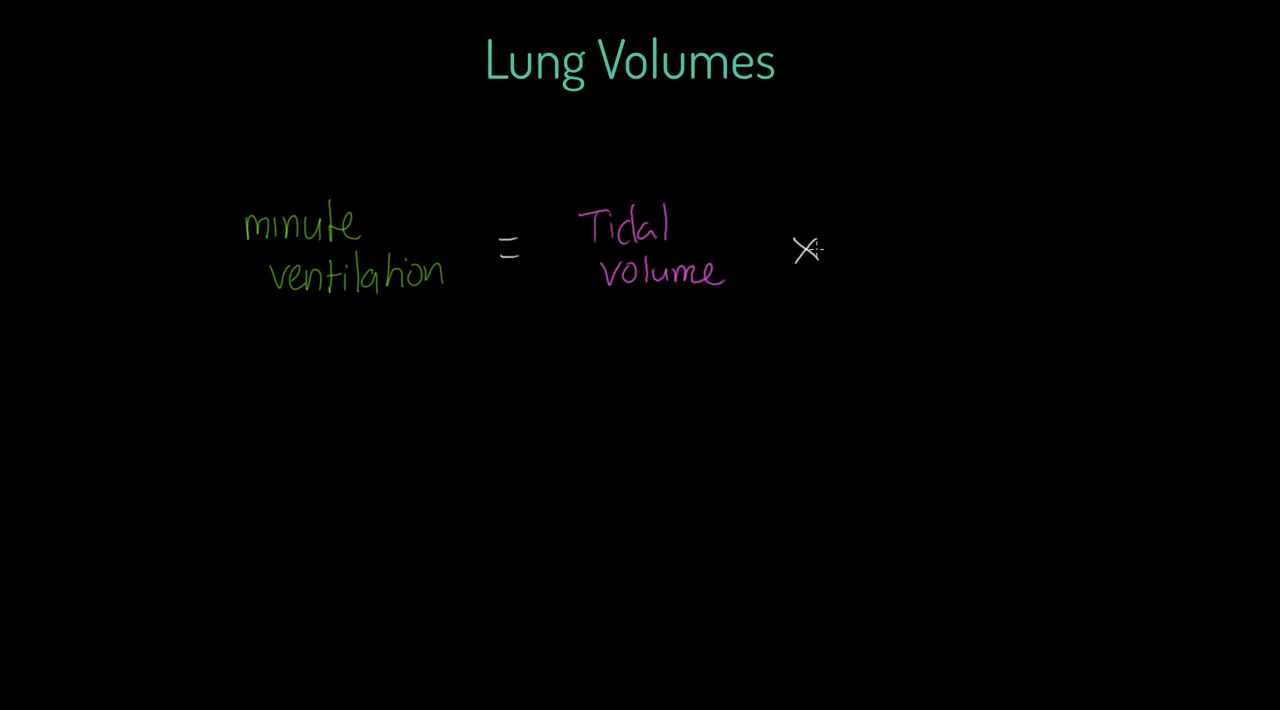 Lung Volumes
minute
ventilation
=
Tidal
volume
×